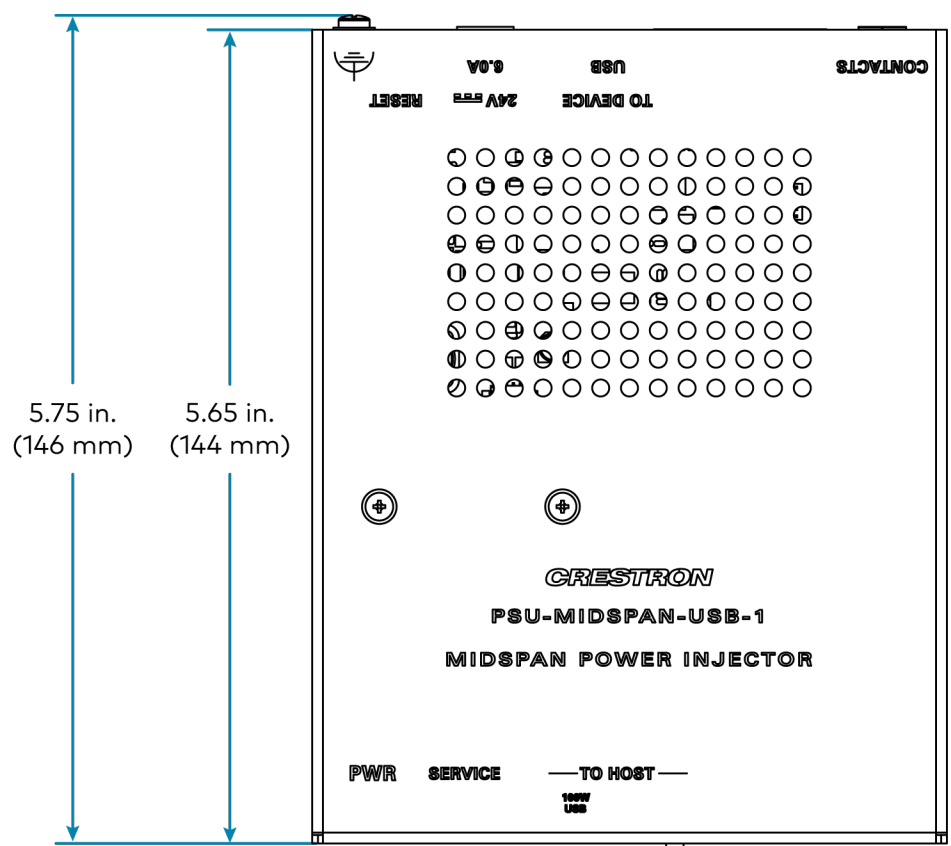 6.0A USB CONTACTS
RESET 24V TO DEVICE
5.75 in.
(146 mm)
5.65 in.
(144 mm)
CRESTRON
PSU-MIDSPAN-USB-1
MIDSPAN POWER INJECTOR
PWR SERVICE TO HOST
100W
USB